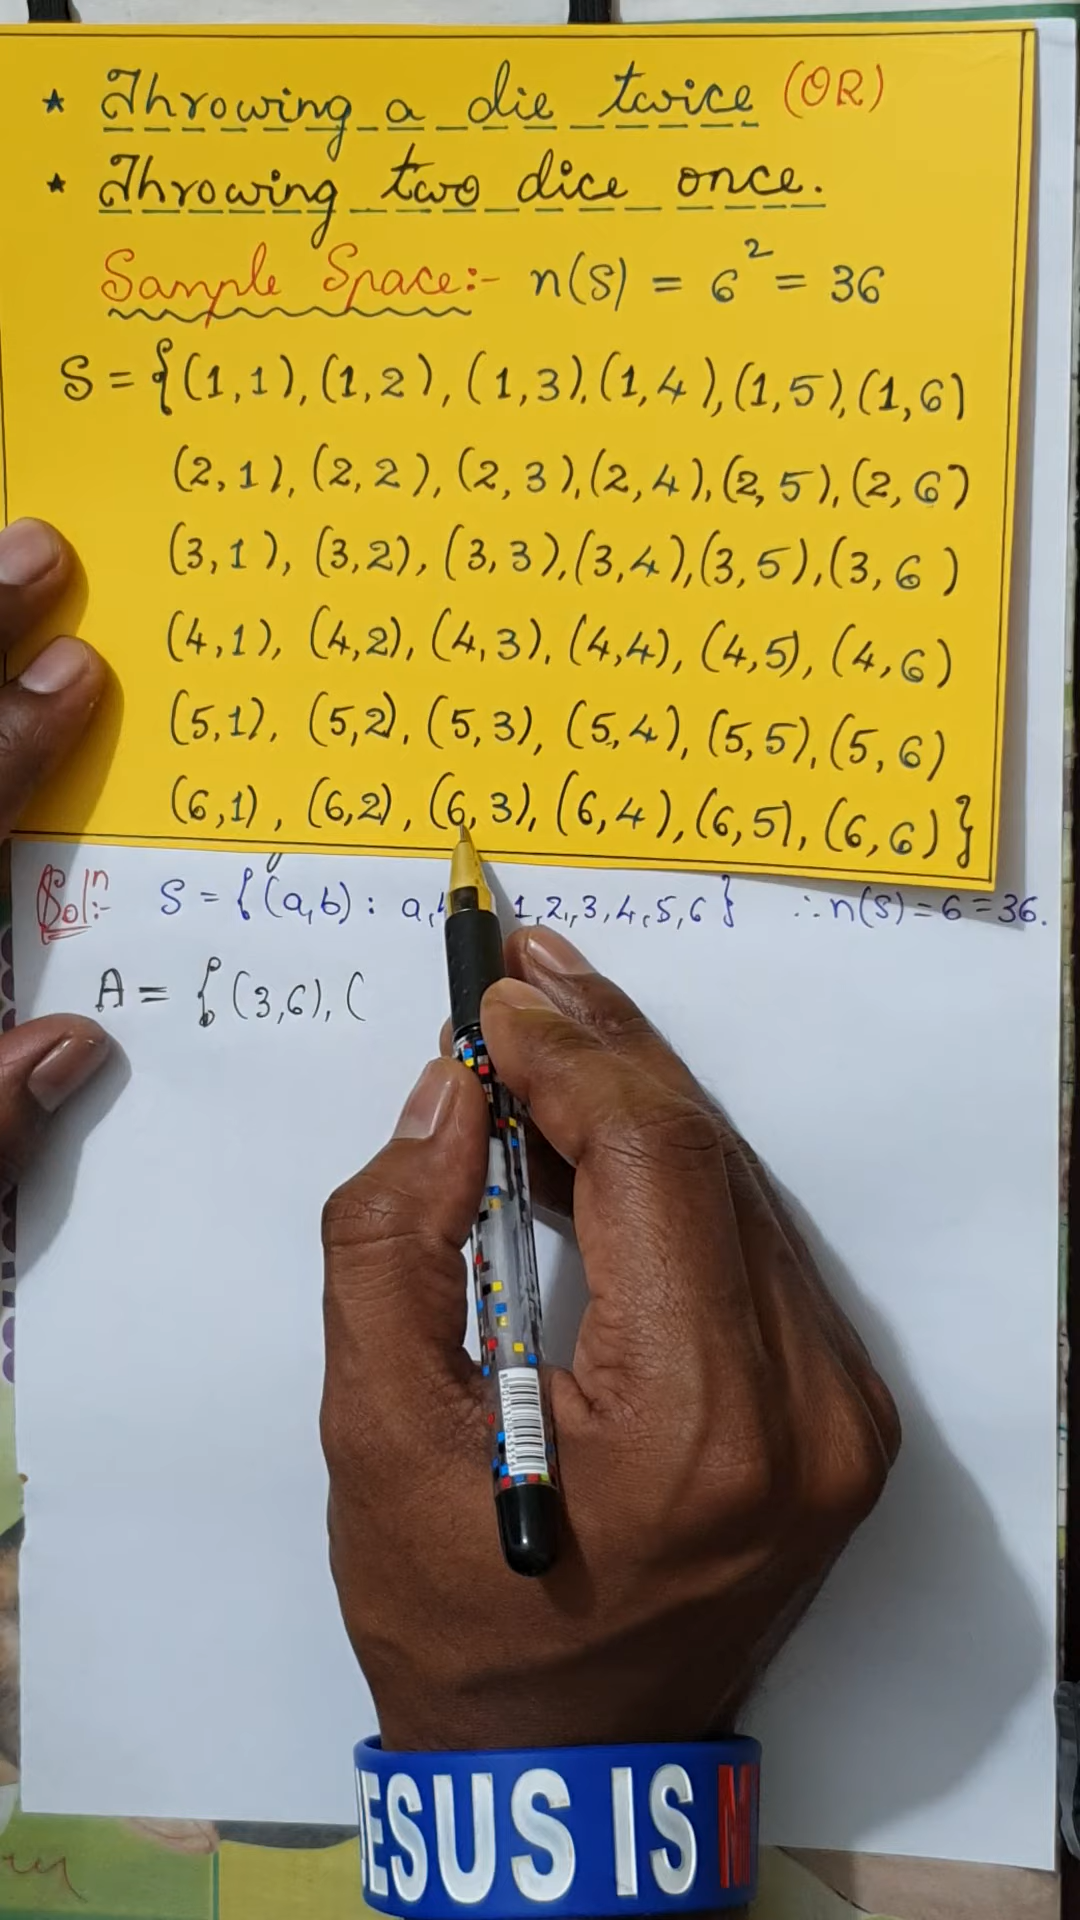 ★ Throwing a die twice (OR)
★ Throwing two dice once.
Sample Space:- n(S) = 6² = 36
S = {(1,1), (1,2), (1,3), (1,4), (1,5), (1,6)
(2,1), (2,2), (2,3), (2,4), (2,5), (2,6)
(3,1), (3,2), (3,3), (3,4), (3,5), (3,6)
(4,1), (4,2), (4,3), (4,4), (4,5), (4,6)
(5,1), (5,2), (5,3), (5,4), (5,5), (5,6)
(6,1), (6,2), (6,3), (6,4), (6,5), (6,6)}
Solⁿ:- S = {(a,b) : a, 1,2,3,4,5,6} ∴ n(S) = 6 = 36.
A = {(3,6), (
ESUS IS